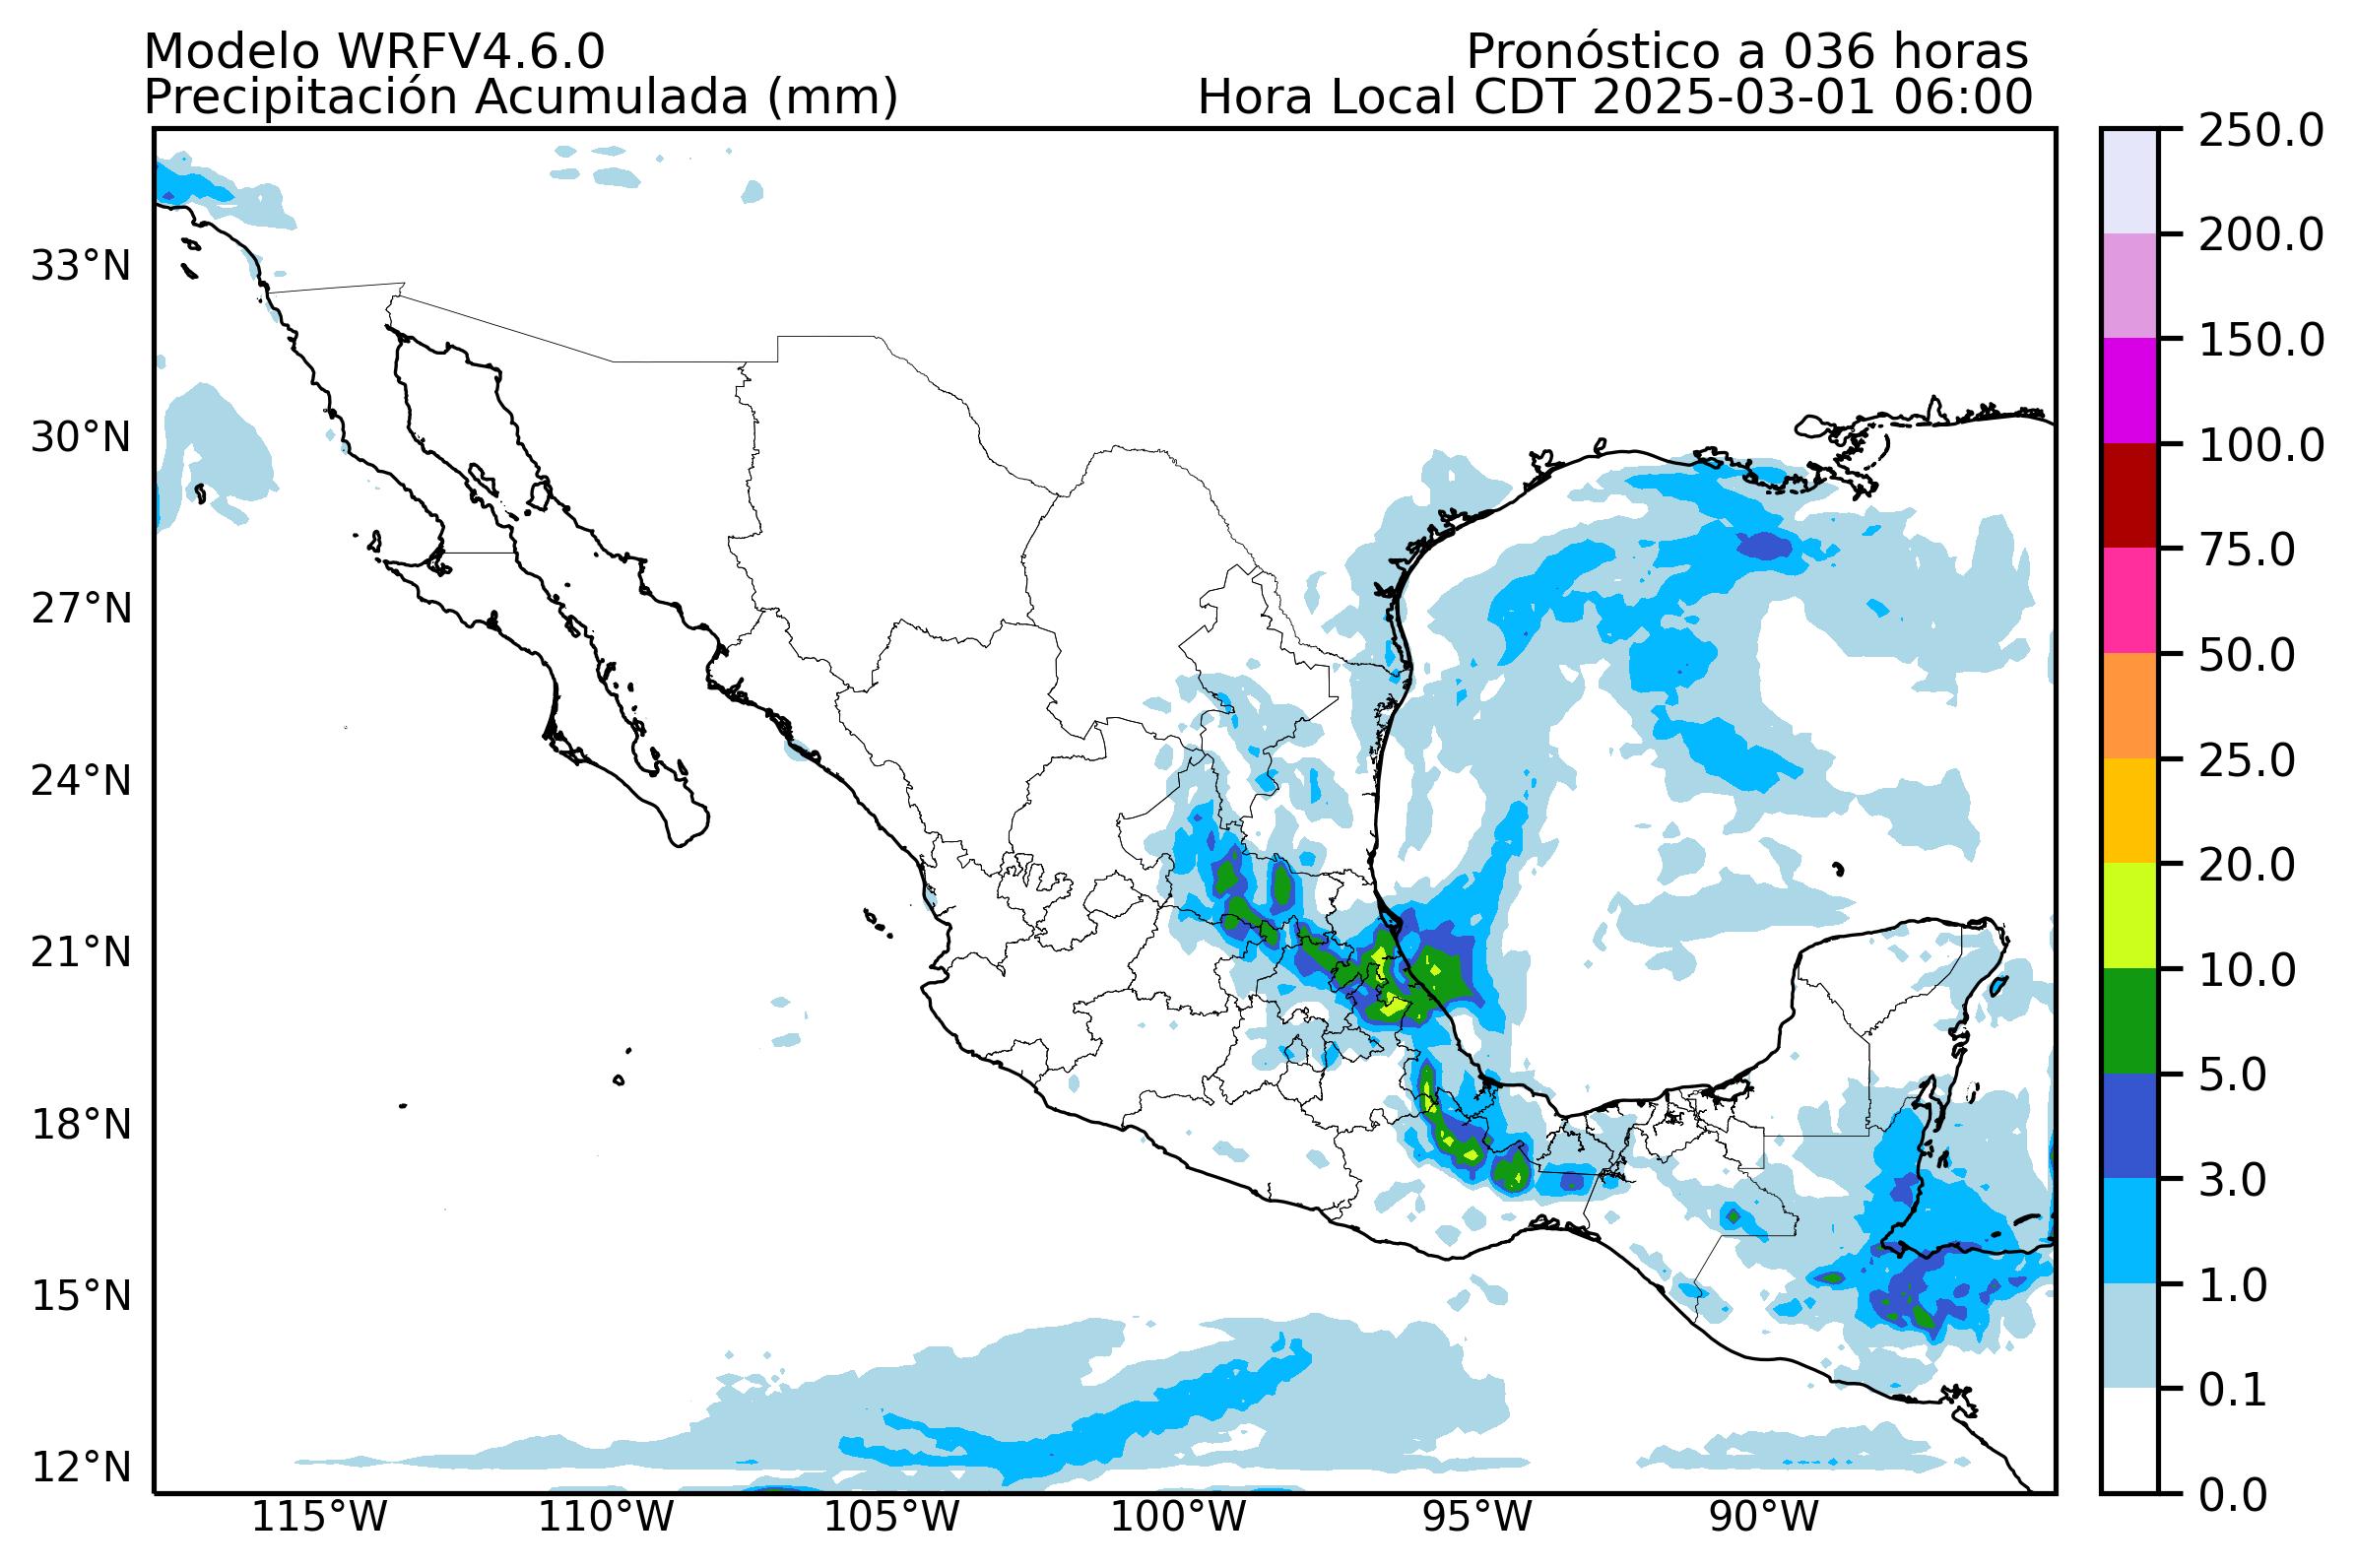 Modelo WRFV4.6.0
Pronóstico a 036 horas
Precipitación Acumulada (mm)
Hora Local CDT 2025-03-01 06:00
33°N
30°N
27°N
24°N
21°N
18°N
15°N
12°N
115°W
110°W
105°W
100°W
95°W
90°W
250.0
200.0
150.0
100.0
75.0
50.0
25.0
20.0
10.0
5.0
3.0
1.0
0.1
0.0